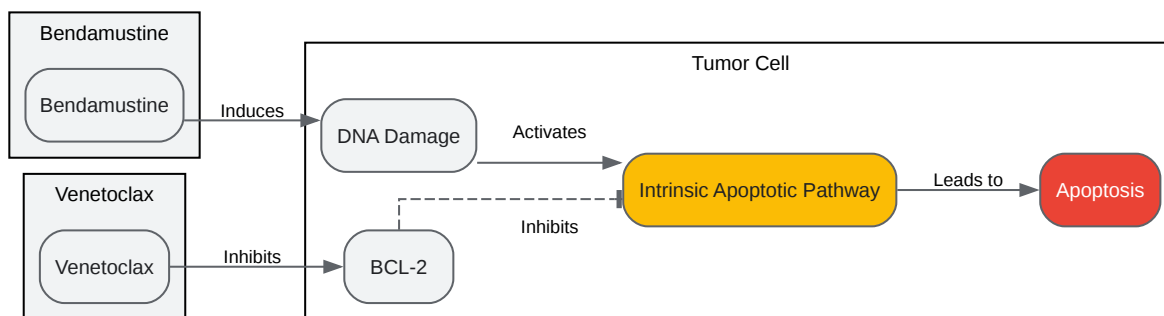 Bendamustine
Bendamustine
Induces
Tumor Cell
DNA Damage
Activates
Intrinsic Apoptotic Pathway
Leads to
Apoptosis
Venetoclax
Venetoclax
Inhibits
BCL-2
Inhibits